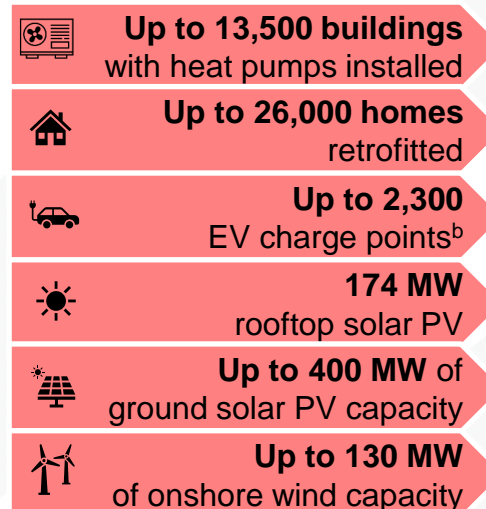 Up to 13,500 buildings
with heat pumps installed
Up to 26,000 homes
retrofitted
Up to 2,300
EV charge pointsᵇ
174 MW
rooftop solar PV
Up to 400 MW of
ground solar PV capacity
Up to 130 MW
of onshore wind capacity